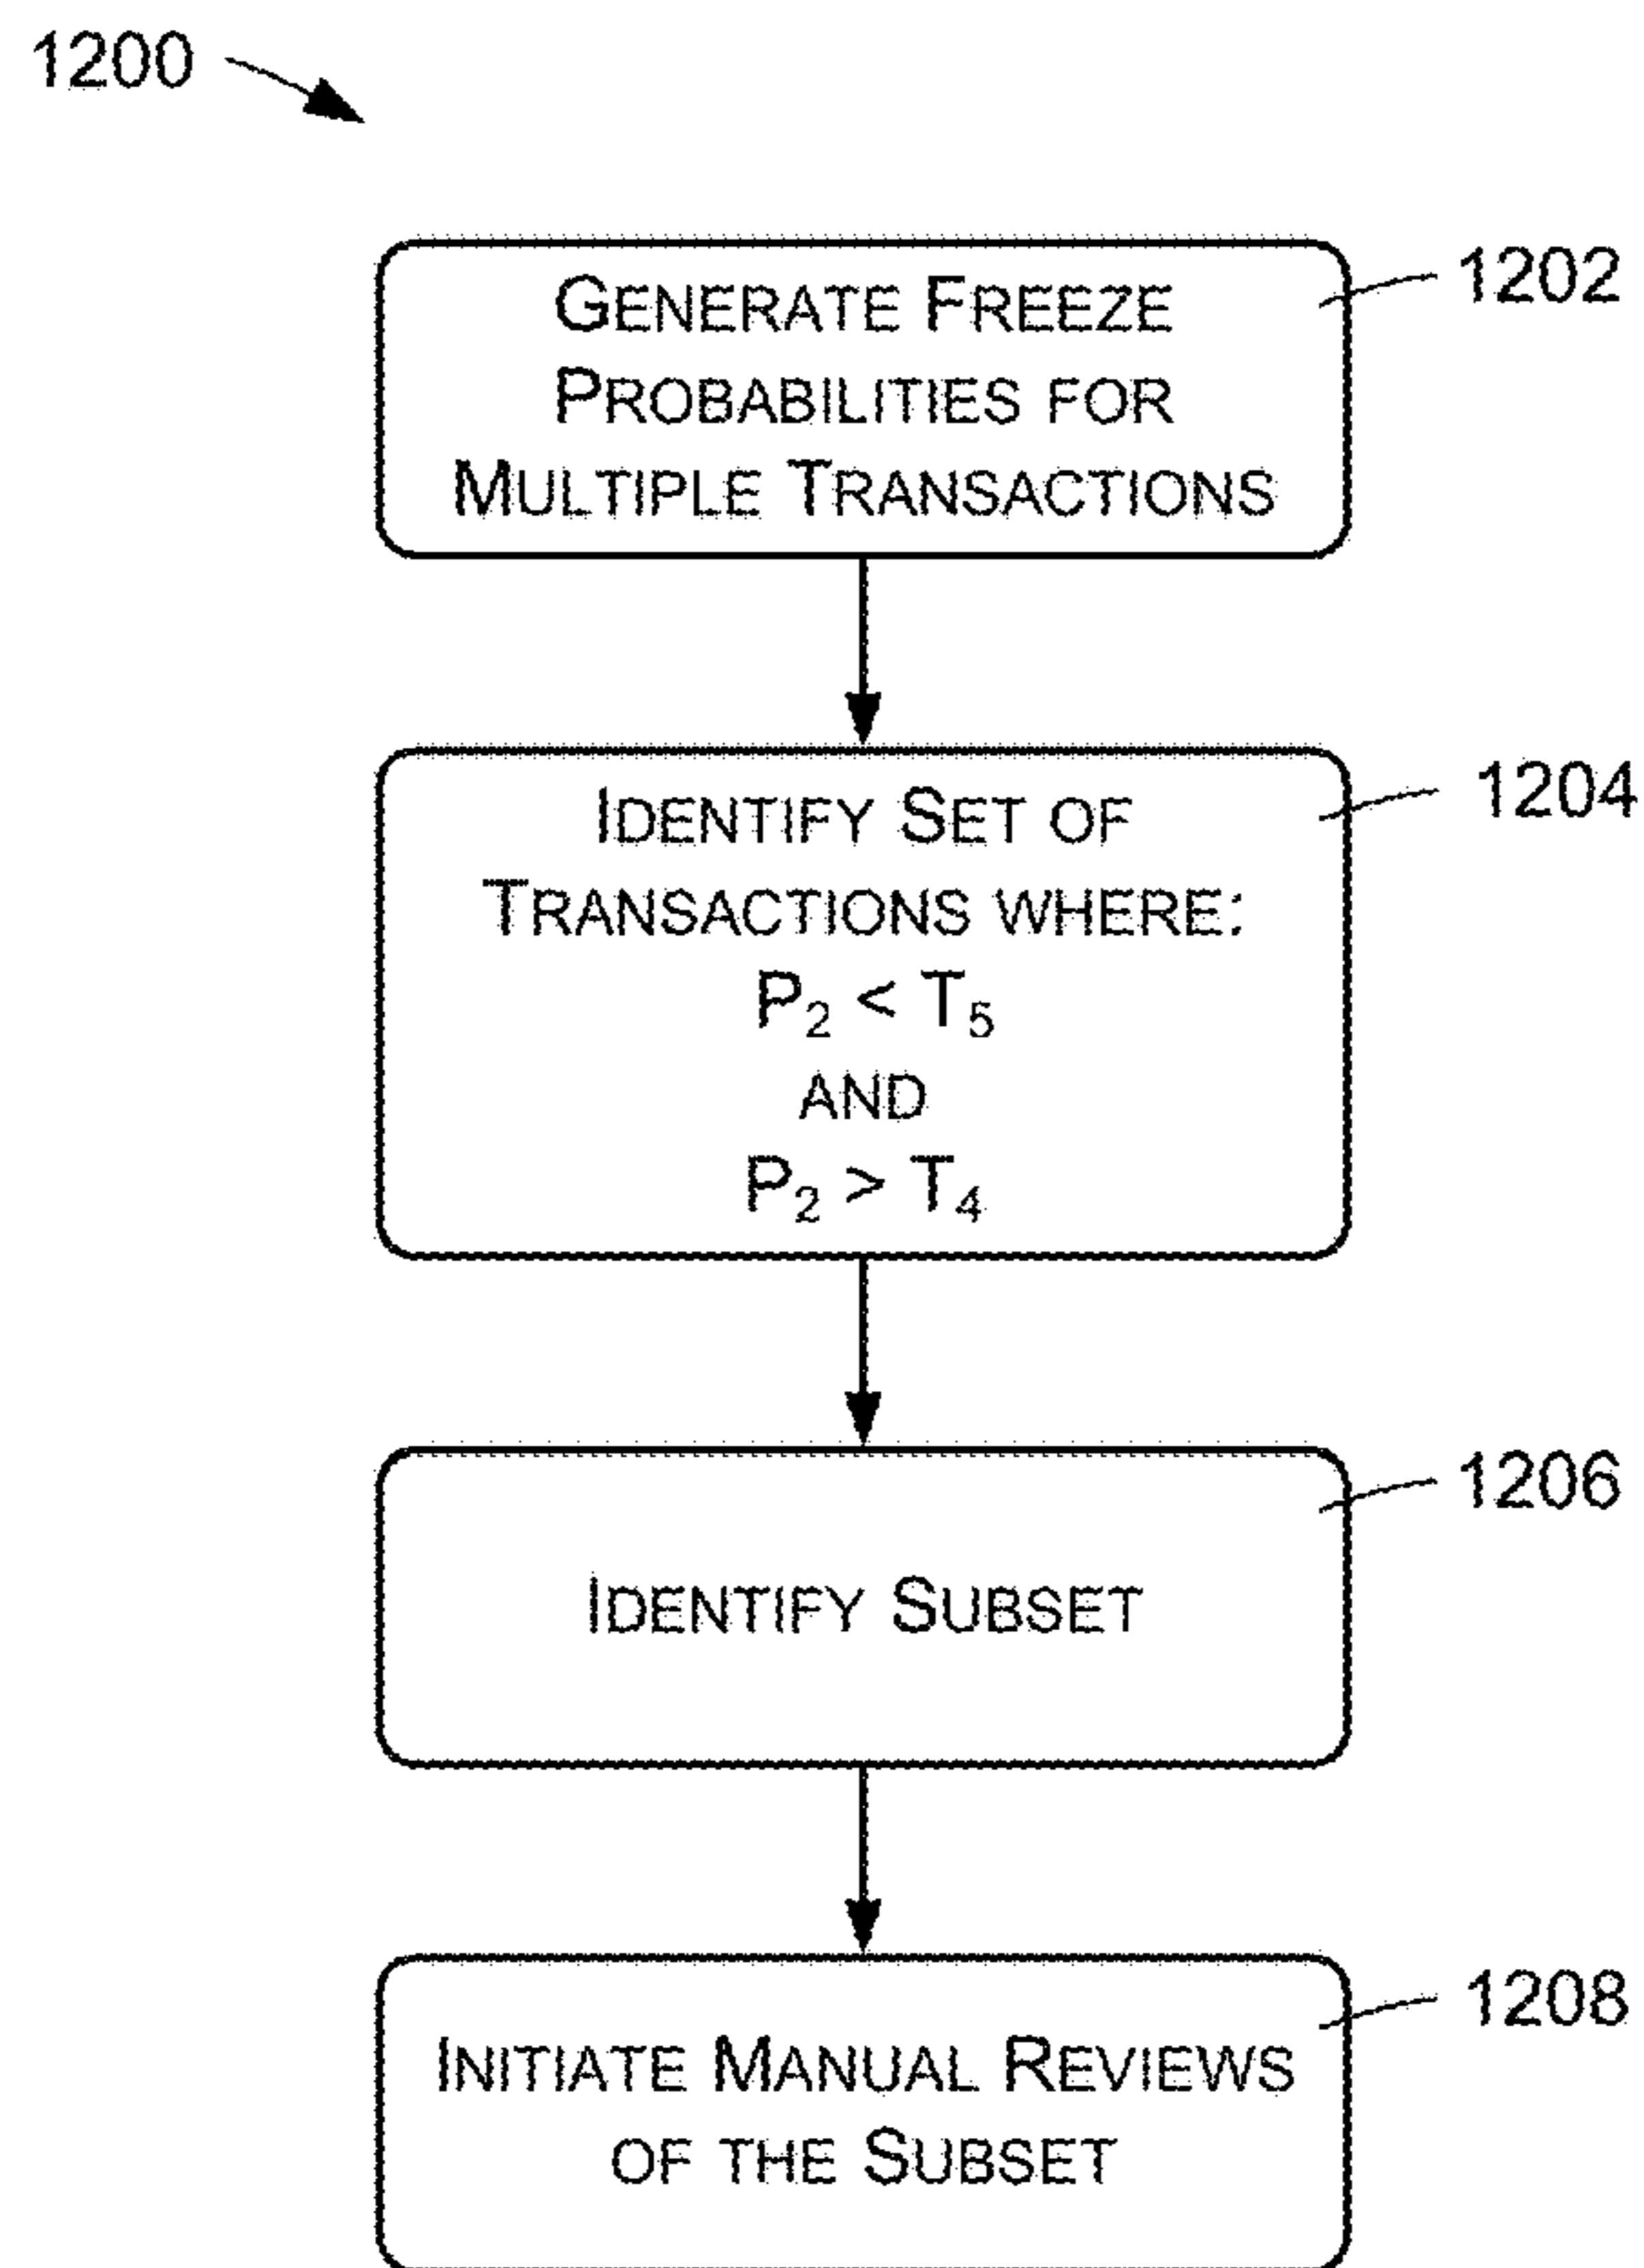 1200
GENERATE FREEZE
PROBABILITIES FOR
MULTIPLE TRANSACTIONS
1202
IDENTIFY SET OF
TRANSACTIONS WHERE:
P₂ < T₅
AND
P₂ > T₄
1204
IDENTIFY SUBSET
1206
INITIATE MANUAL REVIEWS
OF THE SUBSET
1208